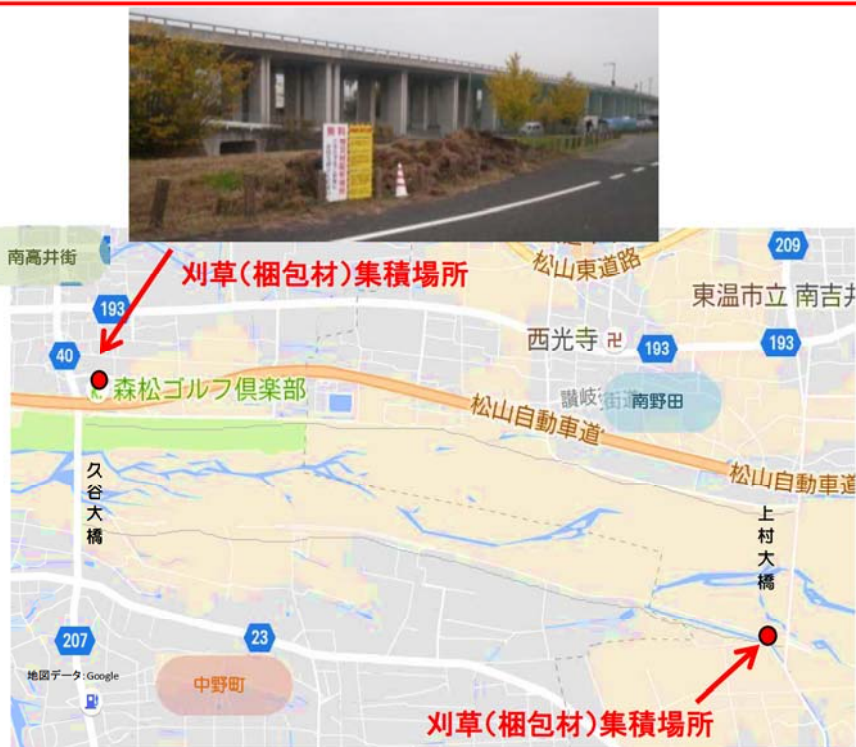 無料
南高井街
刈草(梱包材)集積場所
松山東道路
209
東温市立 南吉井
193
40
西光寺
193
193
森松ゴルフ倶楽部
讃岐街道
南野田
松山自動車道
松山自動車道
久谷大橋
上村大橋
207
23
地図データ:Google
中野町
刈草(梱包材)集積場所